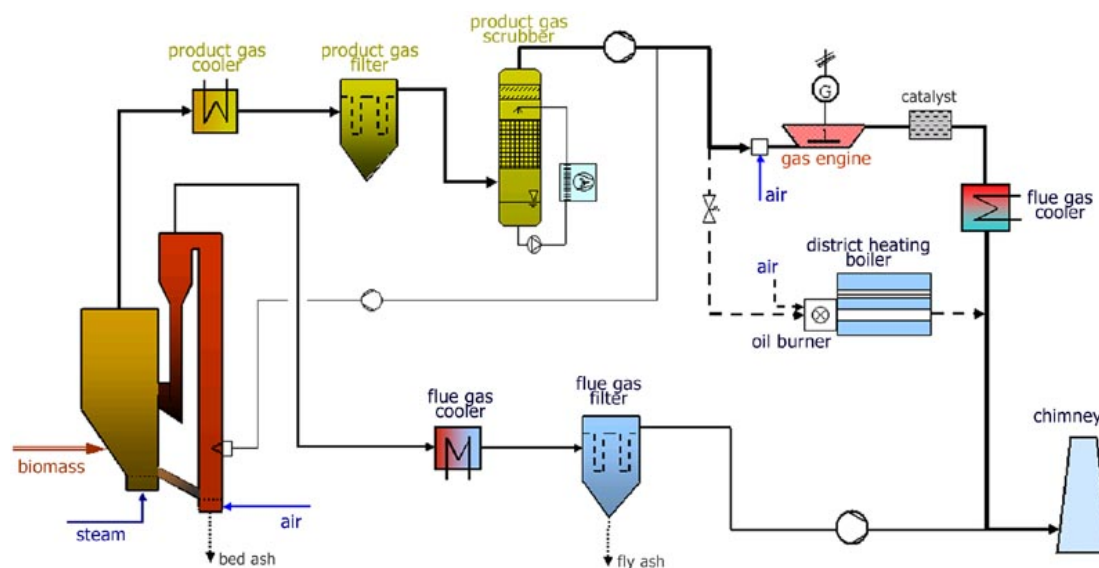 product gas
scrubber
product gas
cooler
product gas
filter
G
catalyst
1
gas engine
air
flue gas
cooler
district heating
boiler
air
oil burner
flue gas
cooler
flue gas
filter
chimney
biomass
steam
air
bed ash
fly ash